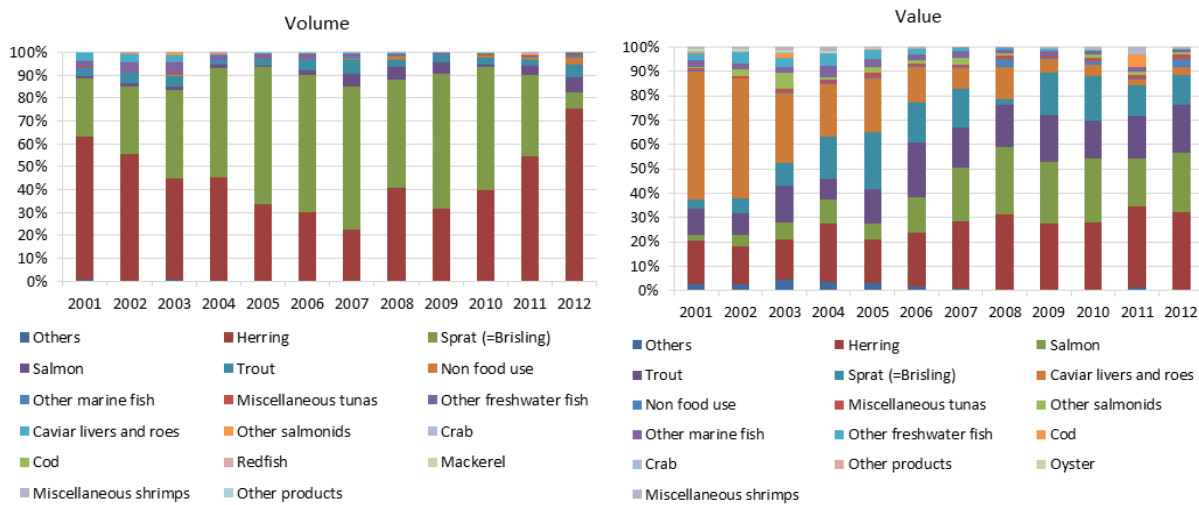 Volume
100%
90%
80%
70%
60%
50%
40%
30%
20%
10%
0%
2001 2002 2003 2004 2005 2006 2007 2008 2009 2010 2011 2012
Others Herring Sprat (=Brisling)
Salmon Trout Non food use
Other marine fish Miscellaneous tunas Other freshwater fish
Caviar livers and roes Other salmonids Crab
Cod Redfish Mackerel
Miscellaneous shrimps Other products
Value
100%
90%
80%
70%
60%
50%
40%
30%
20%
10%
0%
2001 2002 2003 2004 2005 2006 2007 2008 2009 2010 2011 2012
Others Herring Salmon
Trout Sprat (=Brisling) Caviar livers and roes
Non food use Miscellaneous tunas Other salmonids
Other marine fish Other freshwater fish Cod
Crab Other products Oyster
Miscellaneous shrimps